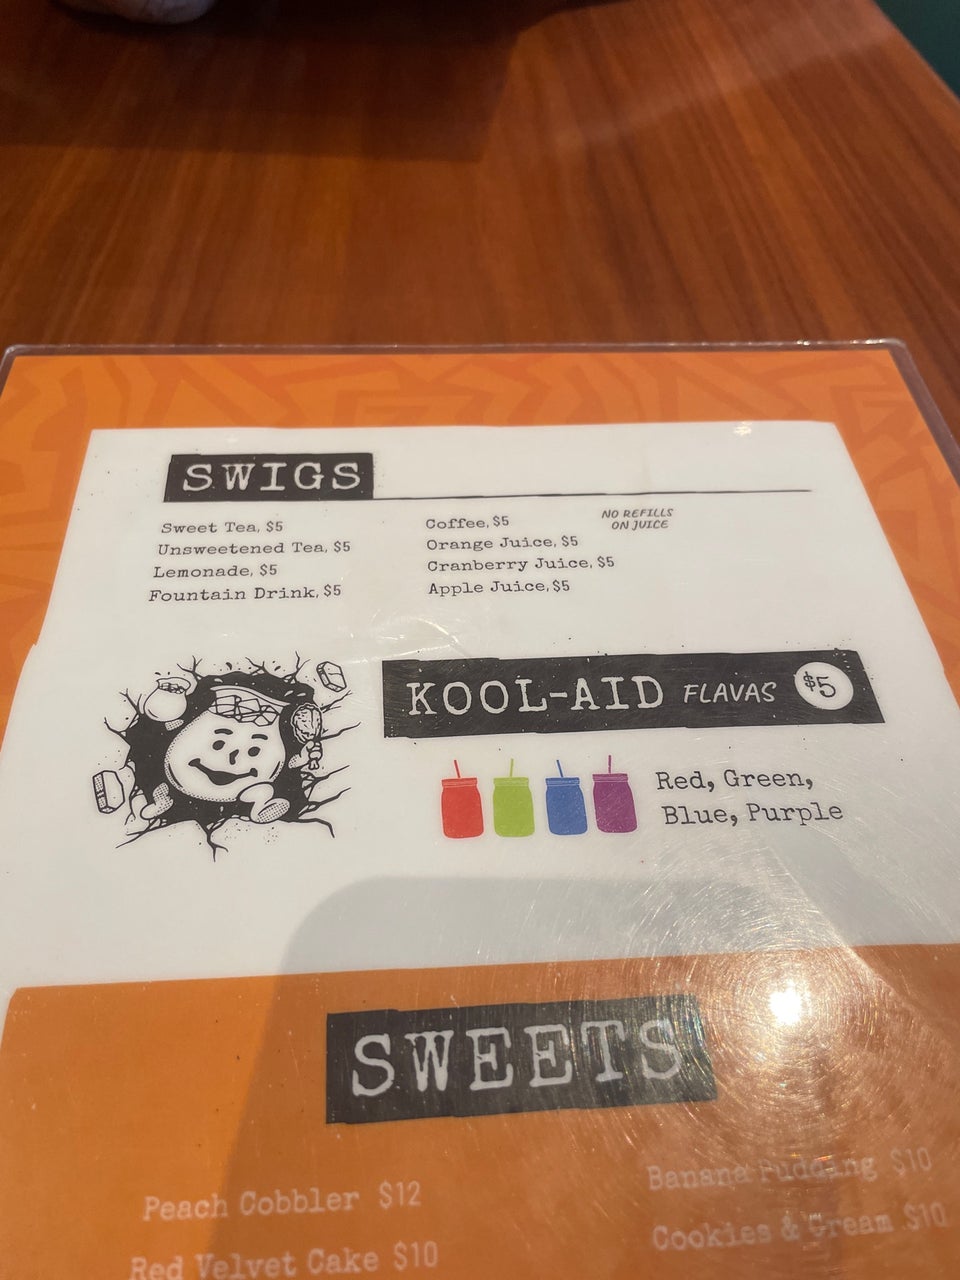 SWIGS
Sweet Tea, $5
Unsweetened Tea, $5
Lemonade, $5
Fountain Drink, $5
Coffee, $5
Orange Juice, $5
Cranberry Juice, $5
Apple Juice, $5
NO REFILLS
ON JUICE
KOOL-AID FLAVAS $5
Red, Green,
Blue, Purple
SWEETS
Peach Cobbler $12
Red Velvet Cake $10
Banana Pudding $10
Cookies & Cream $10